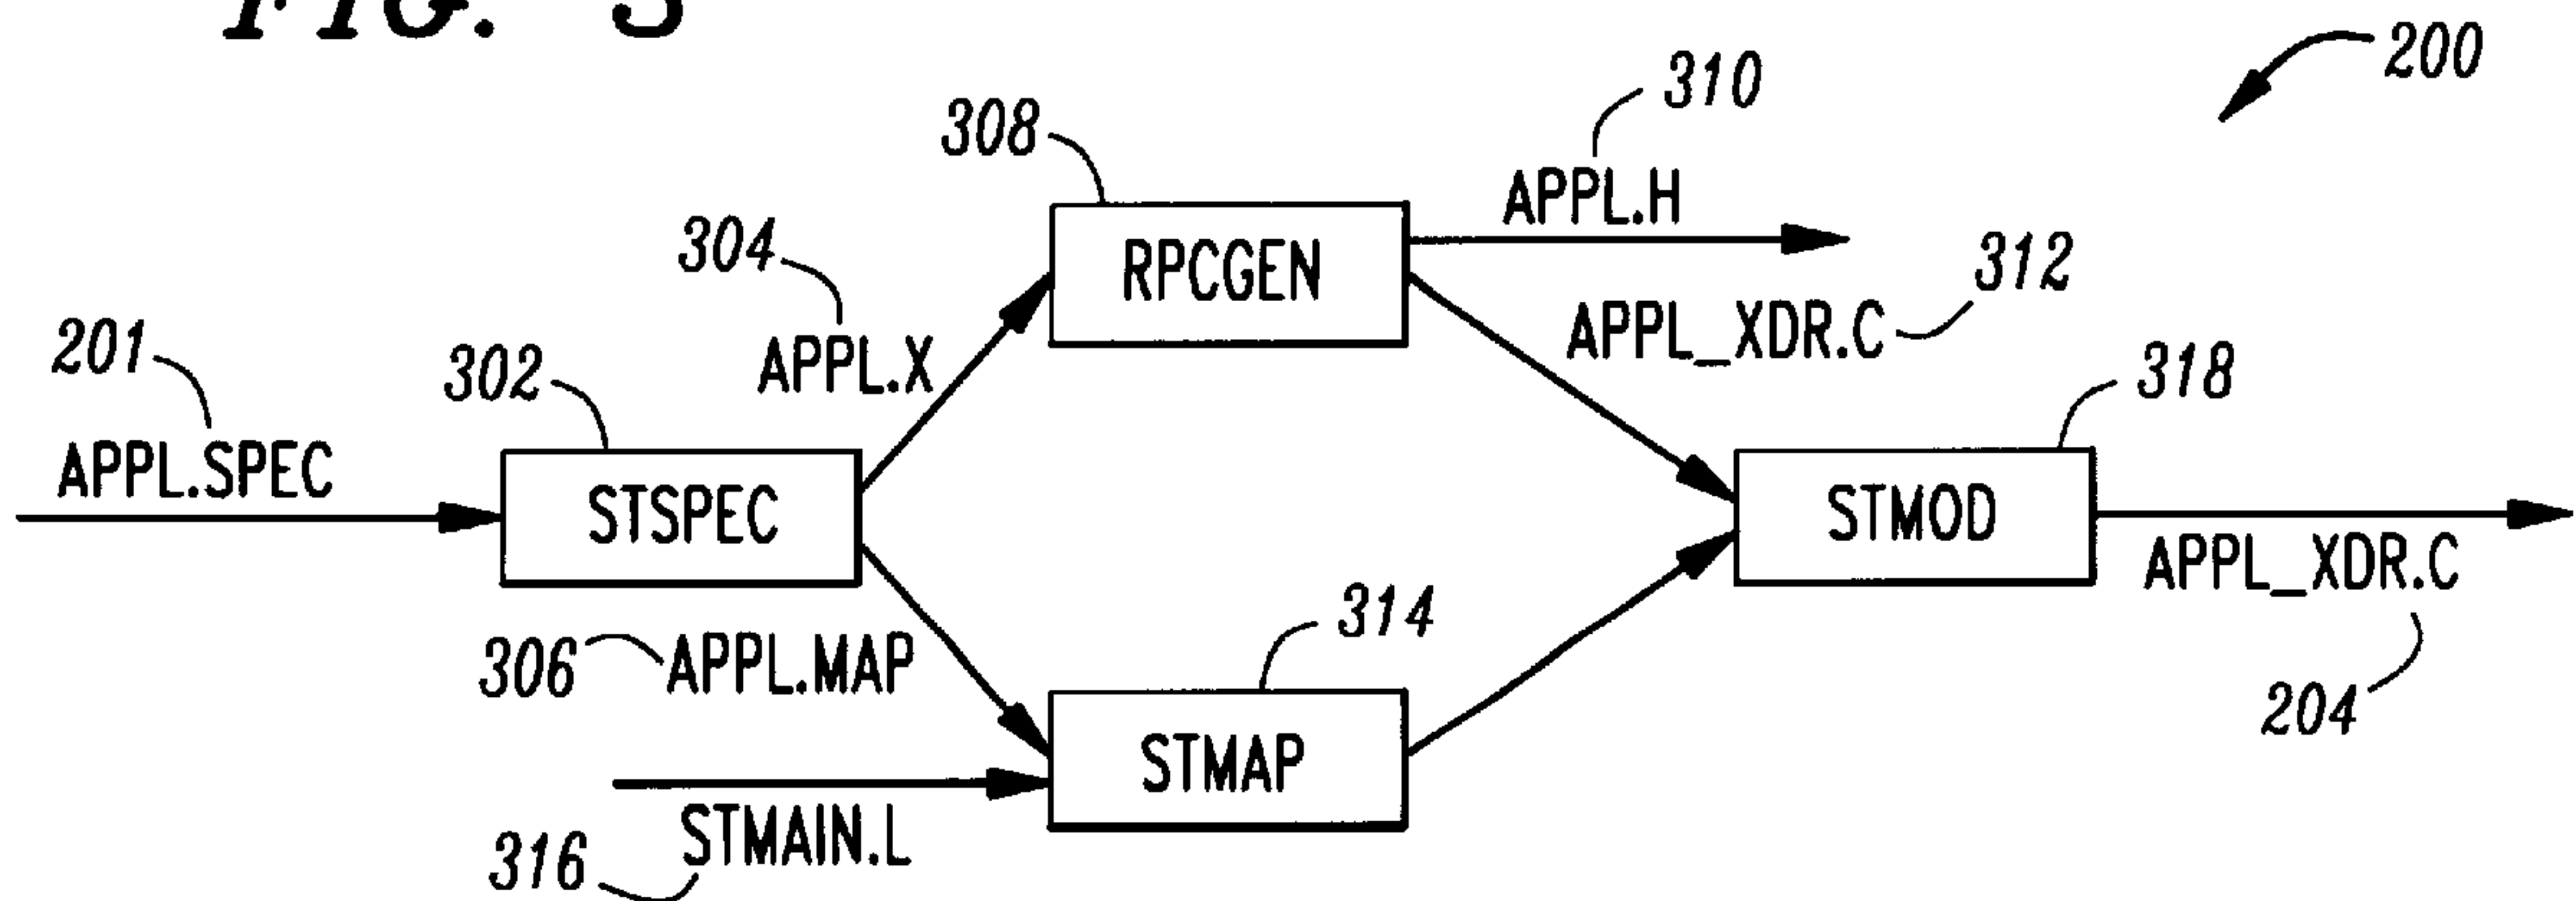 FIG. 3
200
310
308
APPL.H
304
RPCGEN
312
201
APPL_XDR.C
302
APPL.X
318
APPL.SPEC
STSPEC
STMOD
APPL_XDR.C
314
306
APPL.MAP
204
STMAP
STMAIN.L
316